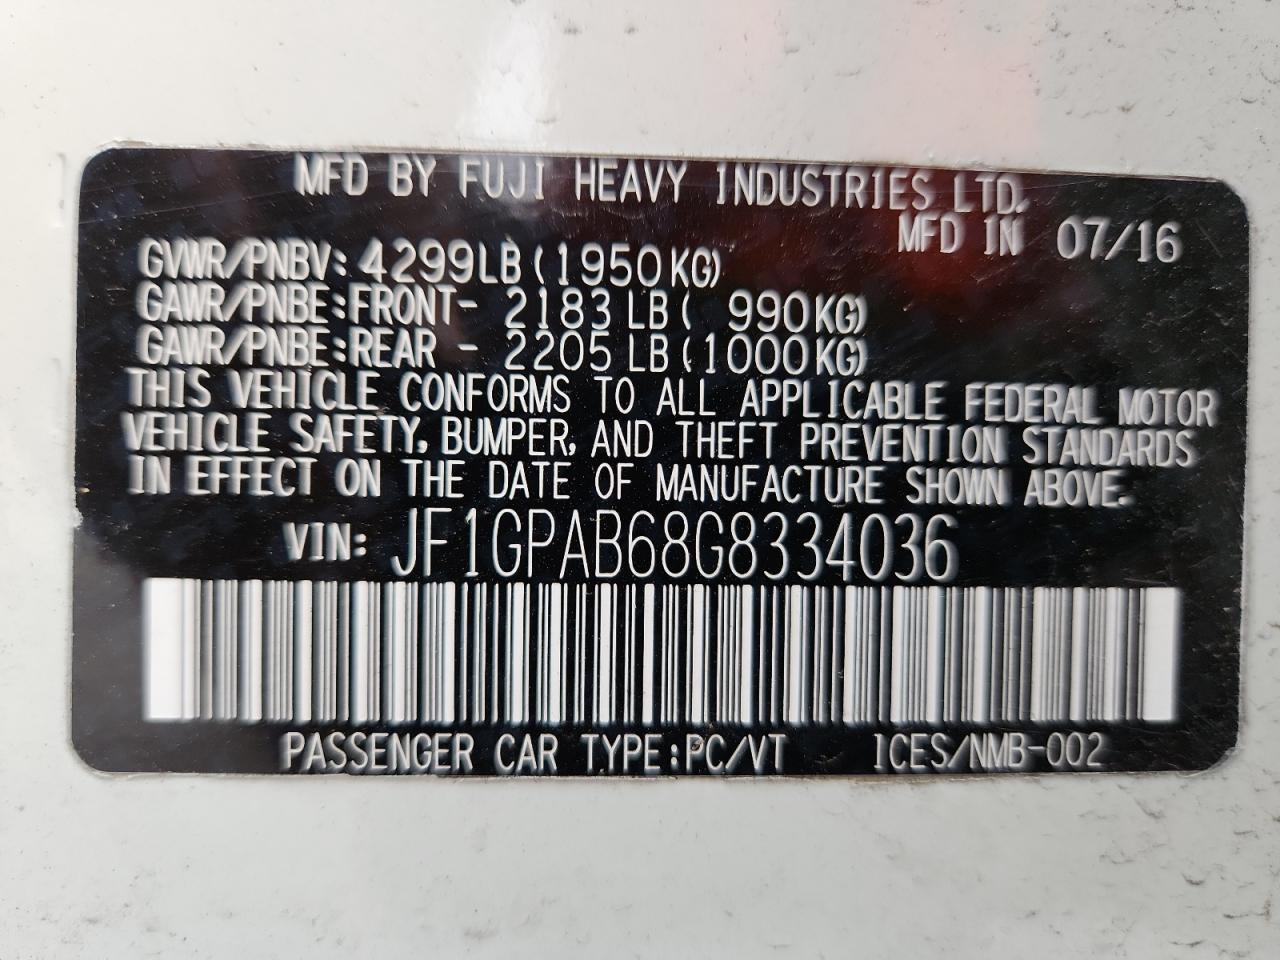 MFD BY FUJI HEAVY INDUSTRIES LTD.
MFD IN 07/16
GVWR/PNBV: 4299LB (1950KG)
GAWR/PNBE:FRONT- 2183 LB ( 990KG)
GAWR/PNBE:REAR - 2205 LB (1000KG)
THIS VEHICLE CONFORMS TO ALL APPLICABLE FEDERAL MOTOR
VEHICLE SAFETY, BUMPER, AND THEFT PREVENTION STANDARDS
IN EFFECT ON THE DATE OF MANUFACTURE SHOWN ABOVE.
VIN: JF1GPAB68G8334036
PASSENGER CAR TYPE:PC/VT ICES/NMB-002